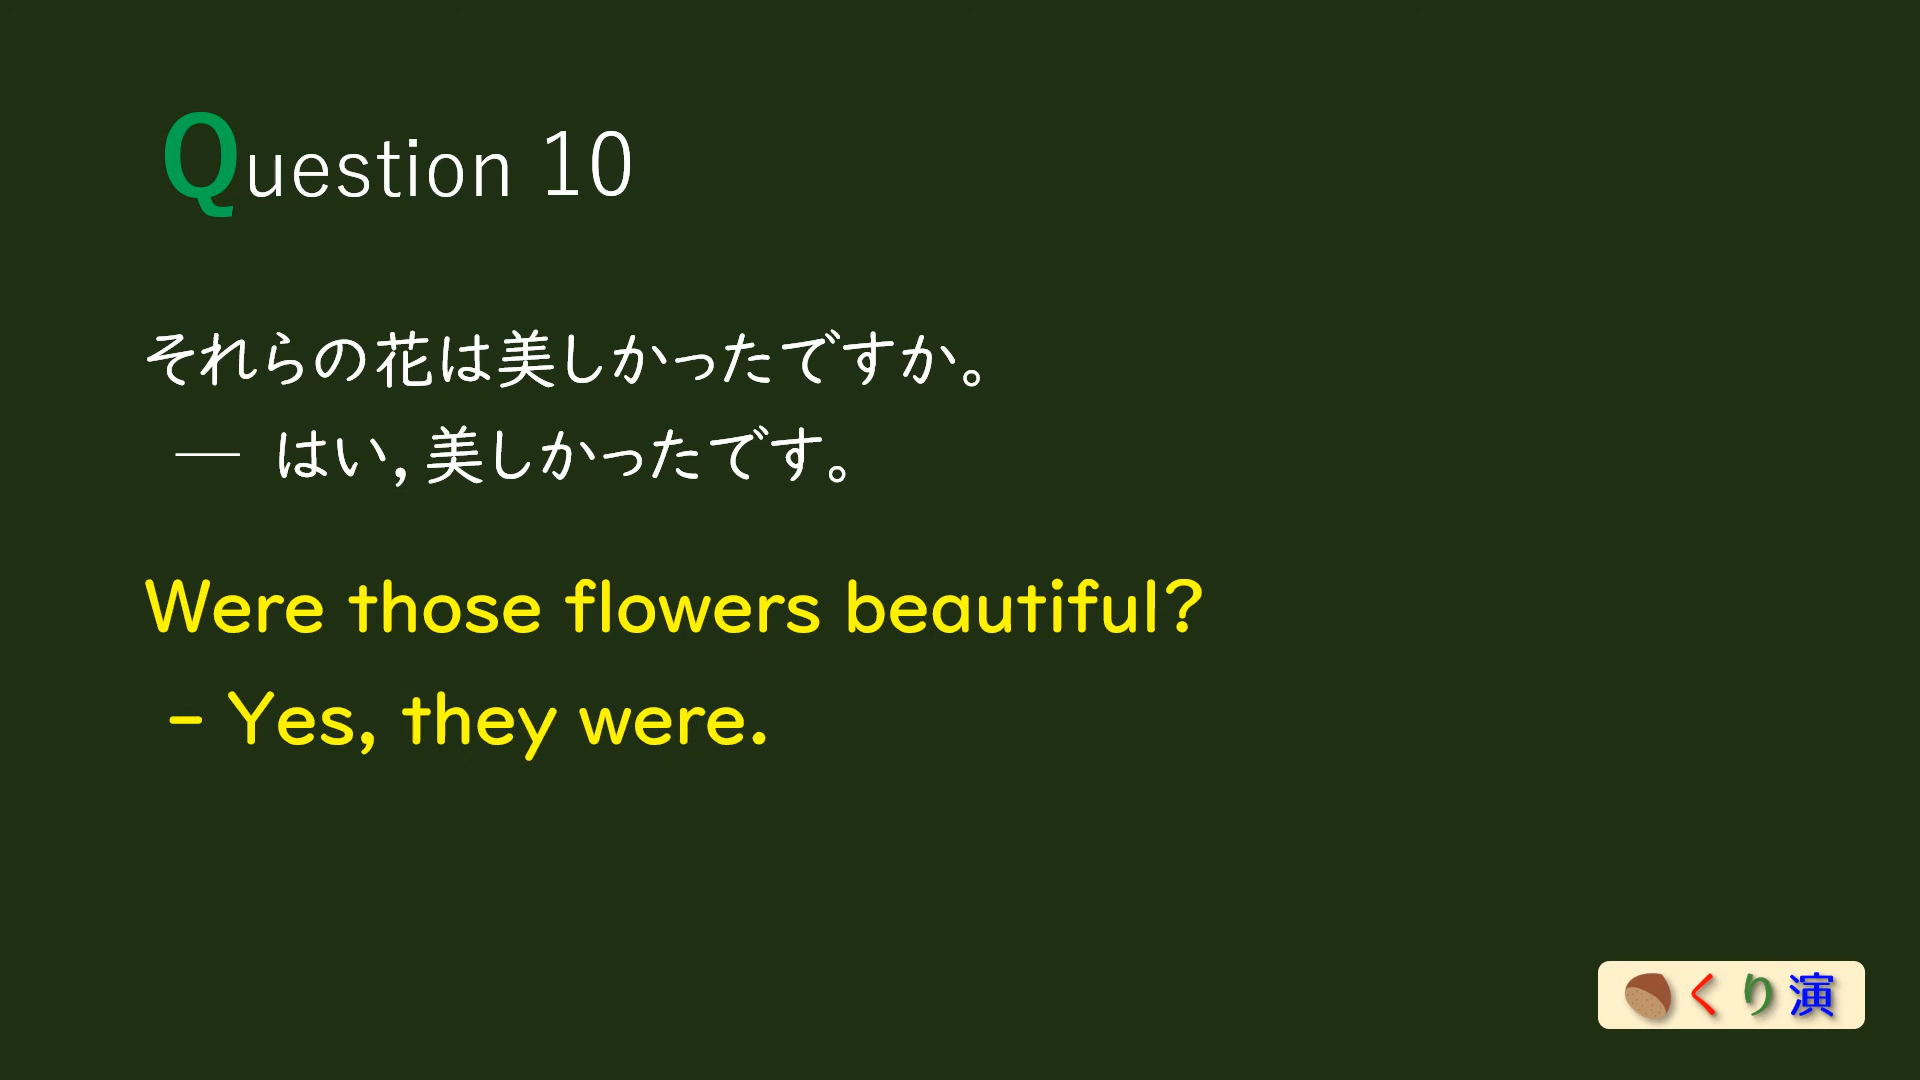 Question 10
それらの花は美しかったですか。
― はい，美しかったです。
Were those flowers beautiful?
– Yes, they were.
くり演